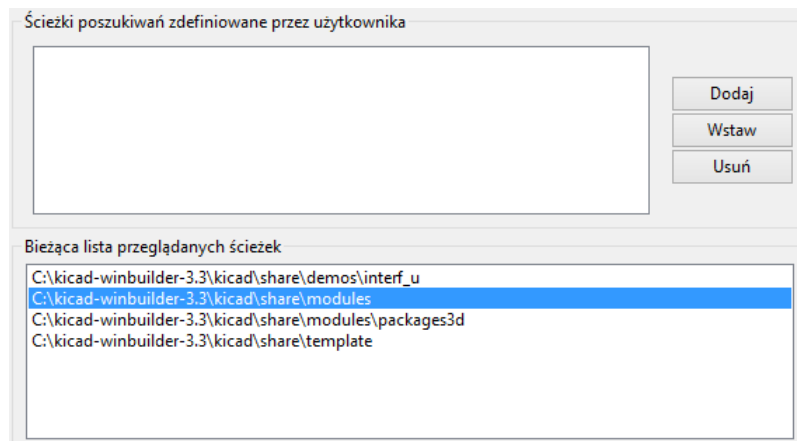 Ścieżki poszukiwań zdefiniowane przez użytkownika
Dodaj
Wstaw
Usuń
Bieżąca lista przeglądanych ścieżek
C:\kicad-winbuilder-3.3\kicad\share\demos\interf_u
C:\kicad-winbuilder-3.3\kicad\share\modules
C:\kicad-winbuilder-3.3\kicad\share\modules\packages3d
C:\kicad-winbuilder-3.3\kicad\share\template